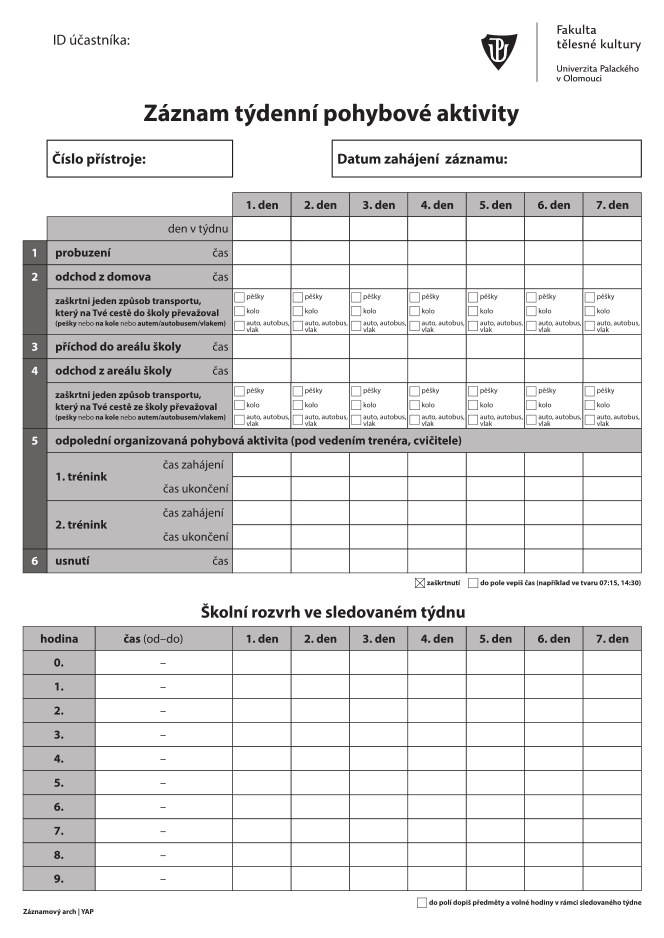 ID účastníka:
Fakulta
tělesné kultury
Univerzita Palackého
v Olomouci
Záznam týdenní pohybové aktivity
Číslo přístroje:
Datum zahájení záznamu:
1. den 2. den 3. den 4. den 5. den 6. den 7. den
den v týdnu
1 probuzení čas
2 odchod z domova čas
zaškrtni jeden způsob transportu,
který na Tvé cestě do školy převažoval
(pěšky nebo na kole nebo autem/autobusem/vlakem)
pěšky pěšky pěšky pěšky pěšky pěšky pěšky
kolo kolo kolo kolo kolo kolo kolo
auto, autobus, auto, autobus, auto, autobus, auto, autobus, auto, autobus, auto, autobus, auto, autobus,
vlak vlak vlak vlak vlak vlak vlak
3 příchod do areálu školy čas
4 odchod z areálu školy čas
zaškrtni jeden způsob transportu,
který na Tvé cestě ze školy převažoval
(pěšky nebo na kole nebo autem/autobusem/vlakem)
pěšky pěšky pěšky pěšky pěšky pěšky pěšky
kolo kolo kolo kolo kolo kolo kolo
auto, autobus, auto, autobus, auto, autobus, auto, autobus, auto, autobus, auto, autobus, auto, autobus,
vlak vlak vlak vlak vlak vlak vlak
5 odpolední organizovaná pohybová aktivita (pod vedením trenéra, cvičitele)
1. trénink
čas zahájení
čas ukončení
2. trénink
čas zahájení
čas ukončení
6 usnutí čas
zaškrtnutí do pole vepiš čas (například ve tvaru 07:15, 14:30)
Školní rozvrh ve sledovaném týdnu
hodina čas (od–do) 1. den 2. den 3. den 4. den 5. den 6. den 7. den
0. –
1. –
2. –
3. –
4. –
5. –
6. –
7. –
8. –
9. –
do polí dopiš předměty a volné hodiny v rámci sledovaného týdne
Záznamový arch | YAP